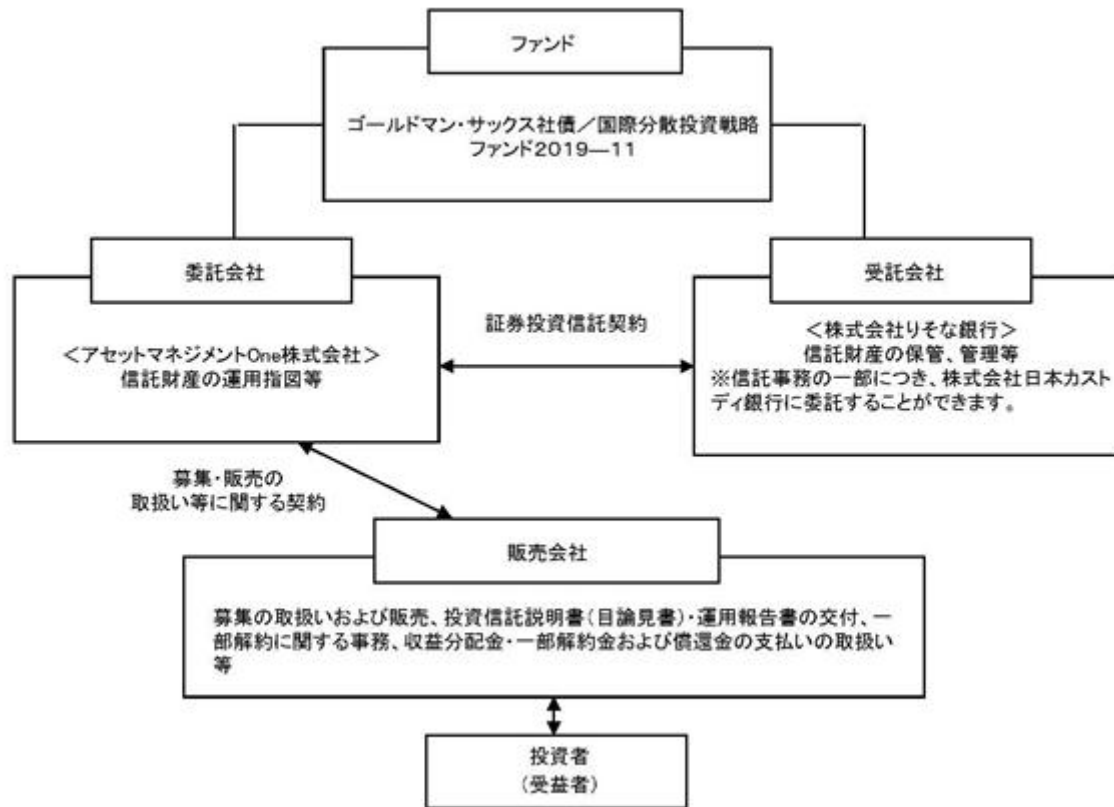 ファンド
ゴールドマン・サックス社債／国際分散投資戦略
ファンド２０１９―１１
委託会社
＜アセットマネジメントOne株式会社＞
信託財産の運用指図等
証券投資信託契約
受託会社
＜株式会社りそな銀行＞
信託財産の保管、管理等
※信託事務の一部につき、株式会社日本カスト
ディ銀行に委託することができます。
募集・販売の
取扱い等に関する契約
販売会社
募集の取扱いおよび販売、投資信託説明書（目論見書）・運用報告書の交付、一
部解約に関する事務、収益分配金・一部解約金および償還金の支払いの取扱い
等
投資者
（受益者）